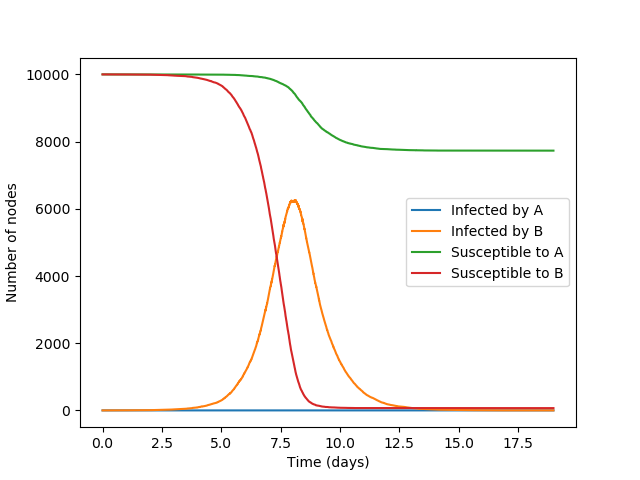 10000
8000
6000
4000
2000
0
Number of nodes
Infected by A
Infected by B
Susceptible to A
Susceptible to B
0.0 2.5 5.0 7.5 10.0 12.5 15.0 17.5
Time (days)